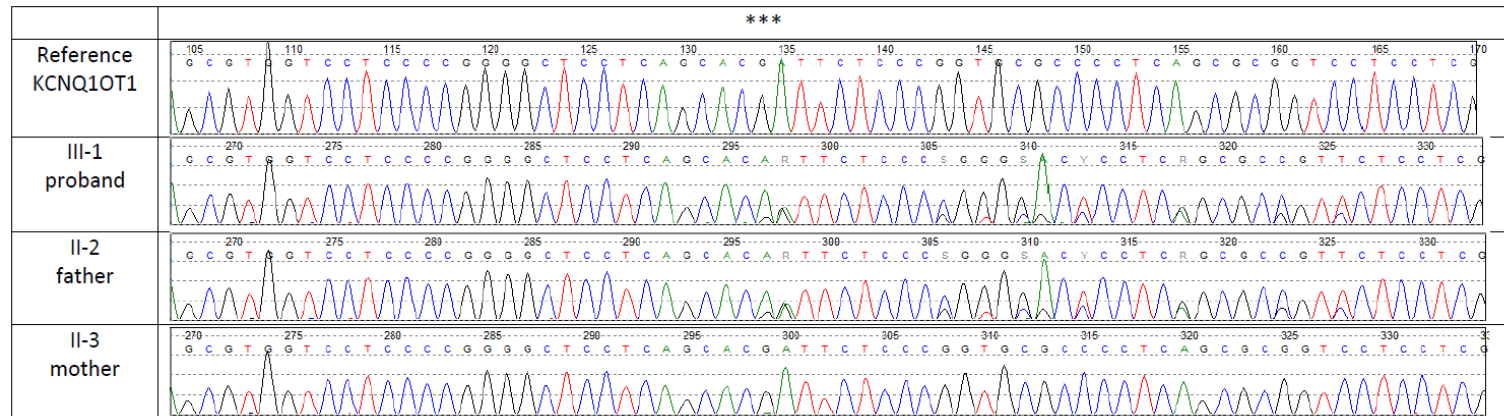 ***
Reference
KCNQ1OT1
105 110 115 120 125 130 135 140 145 150 155 160 165 170
G C G T G G T C C T C C C C G G G G C T C C T C A G C A C G A T T C T C C C G G T G C G C C C C T C A G C G C G G T C C T C C T C G
III-1
proband
270 275 280 285 290 295 300 305 310 315 320 325 330
G C G T G G T C C T C C C C G G G G C T C C T C A G C A C A R T T C T C C C S G G G S A C Y C C T C R G C G C C G T T C T C C T C G
II-2
father
270 275 280 285 290 295 300 305 310 315 320 325 330
G C G T G G T C C T C C C C G G G G C T C C T C A G C A C A R T T C T C C C S G G G S A C Y C C T C R G C G C C G T T C T C C T C G
II-3
mother
270 275 280 285 290 295 300 305 310 315 320 325 330
G C G T G G T C C T C C C C G G G G C T C C T C A G C A C G A T T C T C C C G G T G C G C C C C T C A G C G C G G T C C T C C T C G